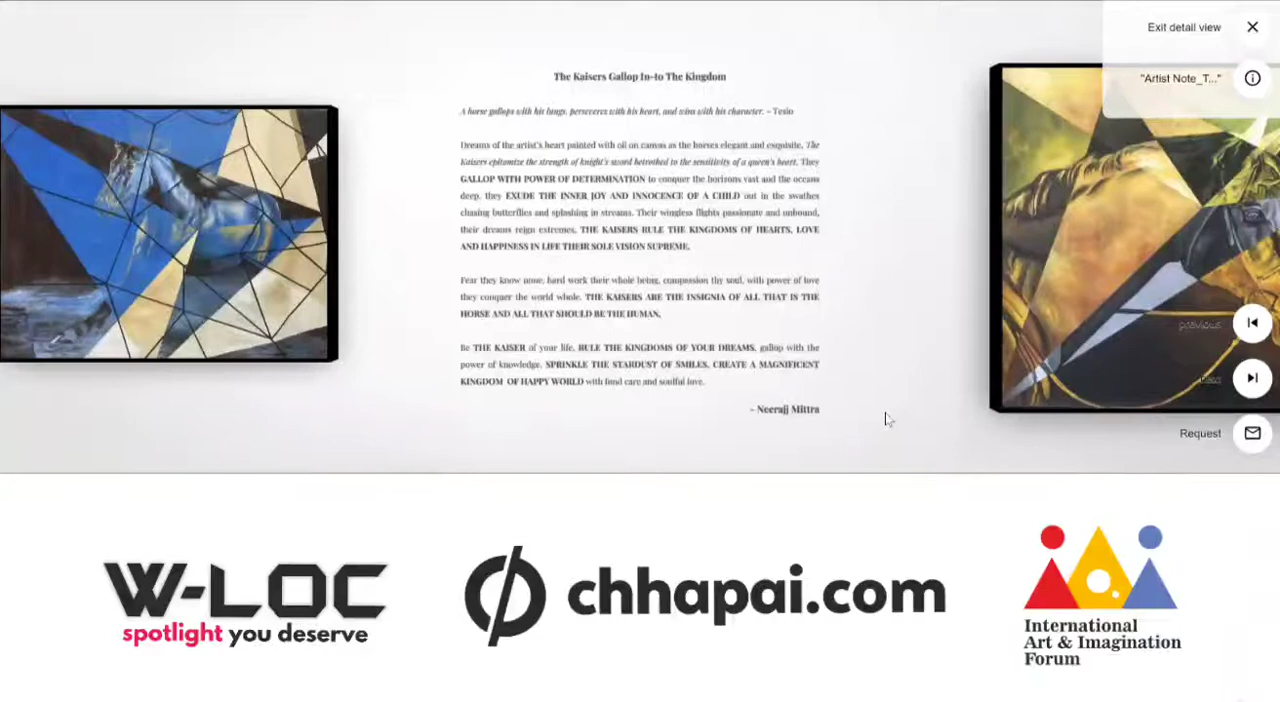 Exit detail view
"Artist Note_T..."
The Kaisers Gallop In-to The Kingdom
A horse gallops with his lungs, perseveres with his heart, and wins with his character. – Tesio
Dreams of the artist's heart painted with oil on canvas as the horses elegant and exquisite. The
Kaisers epitomize the strength of knight's sword betrothed to the sensitivity of a queen's heart. They
GALLOP WITH POWER OF DETERMINATION to conquer the horizons vast and the oceans
deep, they EXUDE THE INNER JOY AND INNOCENCE OF A CHILD out in the swathes
chasing butterflies and splashing in streams. Their wingless flights passionate and unbound,
their dreams reign extremes. THE KAISERS RULE THE KINGDOMS OF HEARTS, LOVE
AND HAPPINESS IN LIFE THEIR SOLE VISION SUPREME.
Fear they know none, hard work their whole being, compassion thy soul, with power of love
they conquer the world whole. THE KAISERS ARE THE INSIGNIA OF ALL THAT IS THE
HORSE AND ALL THAT SHOULD BE THE HUMAN.
Be THE KAISER of your life, RULE THE KINGDOMS OF YOUR DREAMS, gallop with the
power of knowledge, SPRINKLE THE STARDUST OF SMILES, CREATE A MAGNIFICENT
KINGDOM OF HAPPY WORLD with fond care and soulful love.
– Neerajj Mittra
previous
next
Request
W-LOC
spotlight you deserve
chhapai.com
International
Art & Imagination
Forum